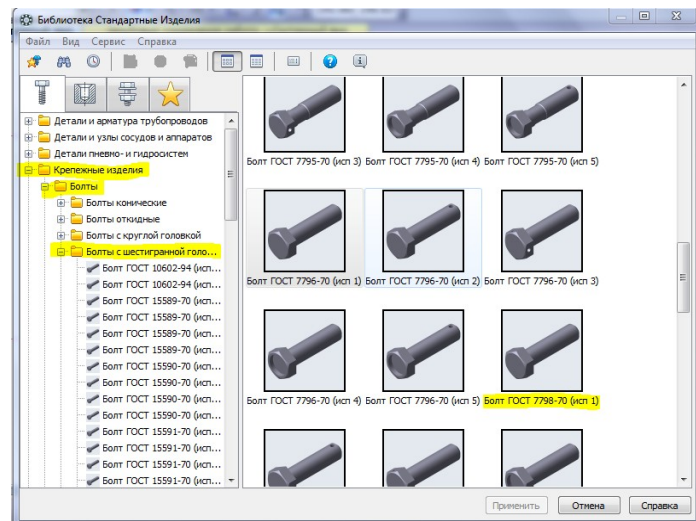 Библиотека Стандартные Изделия
Файл Вид Сервис Справка
Детали и арматура трубопроводов
Детали и узлы сосудов и аппаратов
Детали пневмо- и гидросистем
Крепежные изделия
Болты
Болты конические
Болты откидные
Болты с круглой головкой
Болты с шестигранной голо...
Болт ГОСТ 10602-94 (исп...
Болт ГОСТ 10602-94 (исп...
Болт ГОСТ 15589-70 (исп...
Болт ГОСТ 15589-70 (исп...
Болт ГОСТ 15589-70 (исп...
Болт ГОСТ 15589-70 (исп...
Болт ГОСТ 15590-70 (исп...
Болт ГОСТ 15590-70 (исп...
Болт ГОСТ 15590-70 (исп...
Болт ГОСТ 15590-70 (исп...
Болт ГОСТ 15591-70 (исп...
Болт ГОСТ 15591-70 (исп...
Болт ГОСТ 15591-70 (исп...
Болт ГОСТ 15591-70 (исп...
Болт ГОСТ 7795-70 (исп 3) Болт ГОСТ 7795-70 (исп 4) Болт ГОСТ 7795-70 (исп 5)
Болт ГОСТ 7796-70 (исп 1) Болт ГОСТ 7796-70 (исп 2) Болт ГОСТ 7796-70 (исп 3)
Болт ГОСТ 7796-70 (исп 4) Болт ГОСТ 7796-70 (исп 5) Болт ГОСТ 7798-70 (исп 1)
Применить Отмена Справка